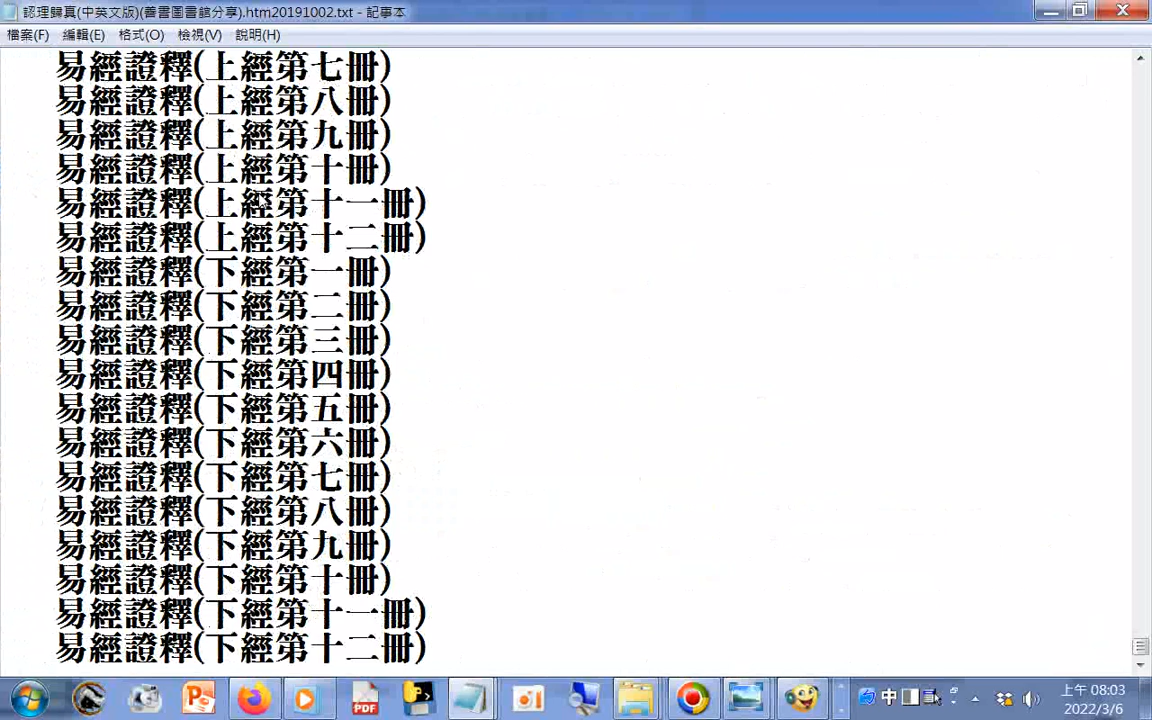 認理歸真(中英文版)(善書圖書館分享).htm20191002.txt - 記事本
檔案(F) 編輯(E) 格式(O) 檢視(V) 說明(H)
易經證釋(上經第七冊)
易經證釋(上經第八冊)
易經證釋(上經第九冊)
易經證釋(上經第十冊)
易經證釋(上經第十一冊)
易經證釋(上經第十二冊)
易經證釋(下經第一冊)
易經證釋(下經第二冊)
易經證釋(下經第三冊)
易經證釋(下經第四冊)
易經證釋(下經第五冊)
易經證釋(下經第六冊)
易經證釋(下經第七冊)
易經證釋(下經第八冊)
易經證釋(下經第九冊)
易經證釋(下經第十冊)
易經證釋(下經第十一冊)
易經證釋(下經第十二冊)
PDF 中 上午 08:03
2022/3/6